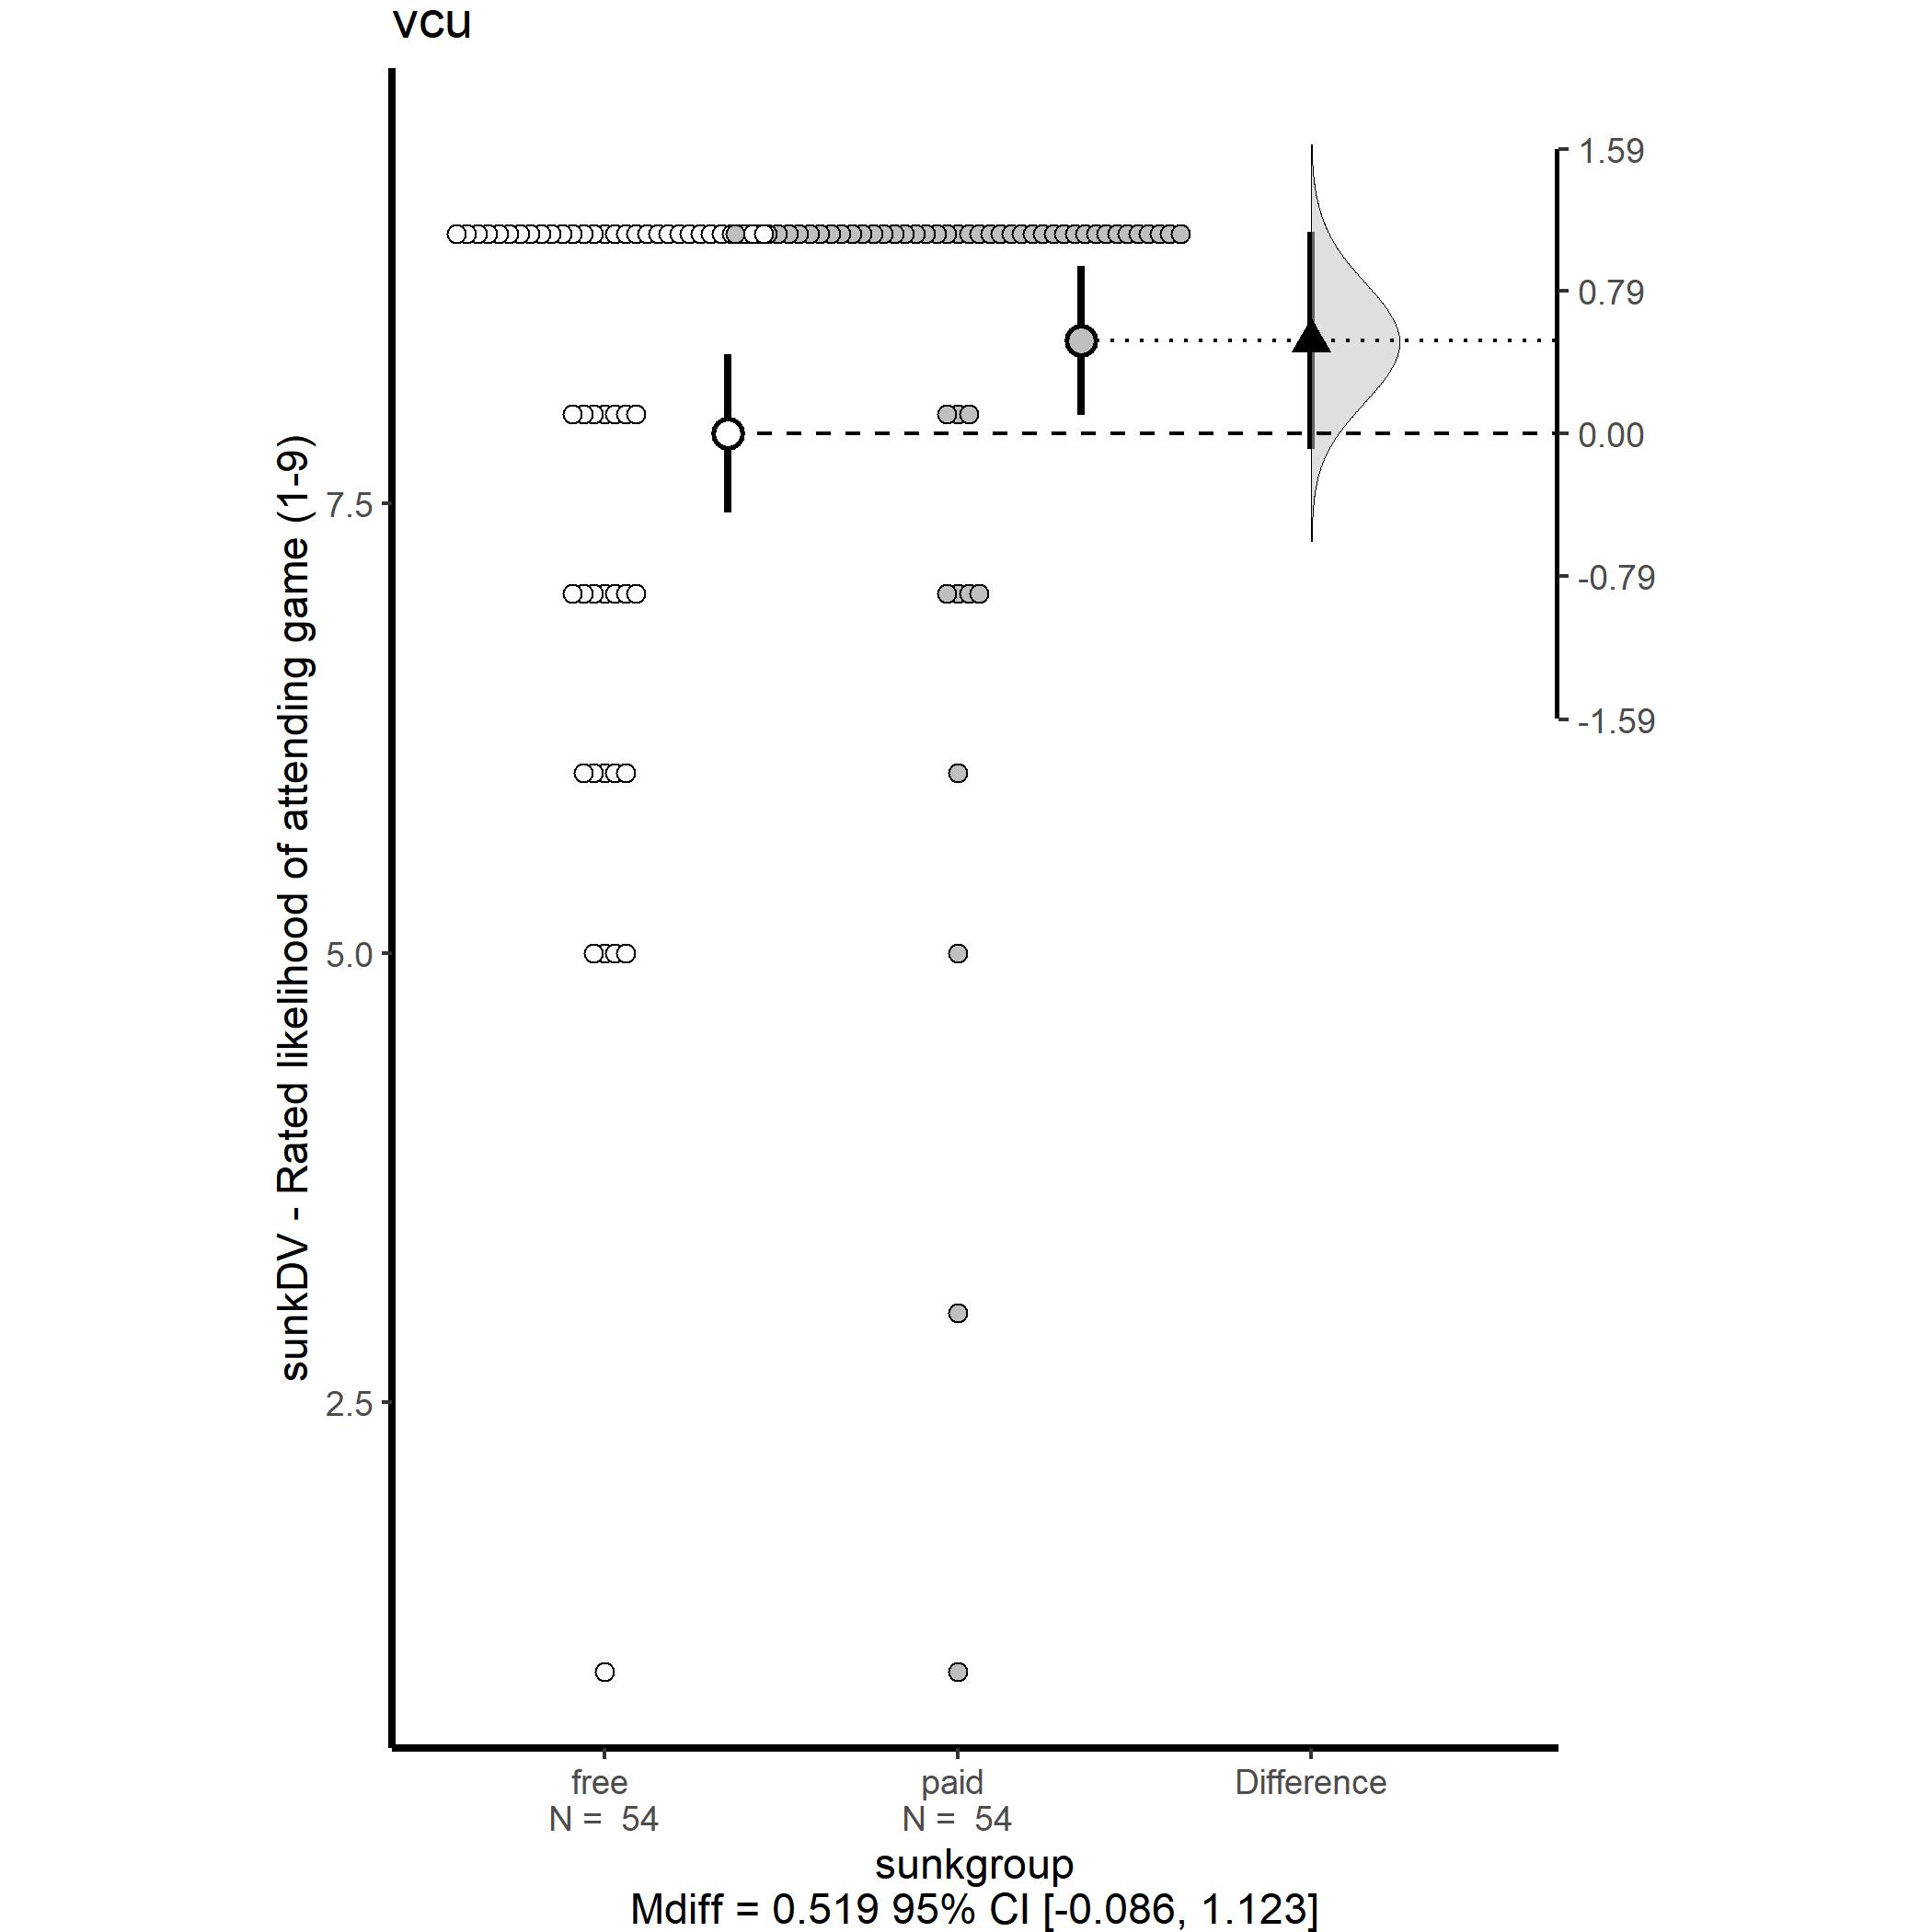 vcu
sunkDV - Rated likelihood of attending game (1-9)
7.5
5.0
2.5
1.59
0.79
0.00
-0.79
-1.59
free
N =  54
paid
N =  54
Difference
sunkgroup
Mdiff = 0.519 95% CI [-0.086, 1.123]